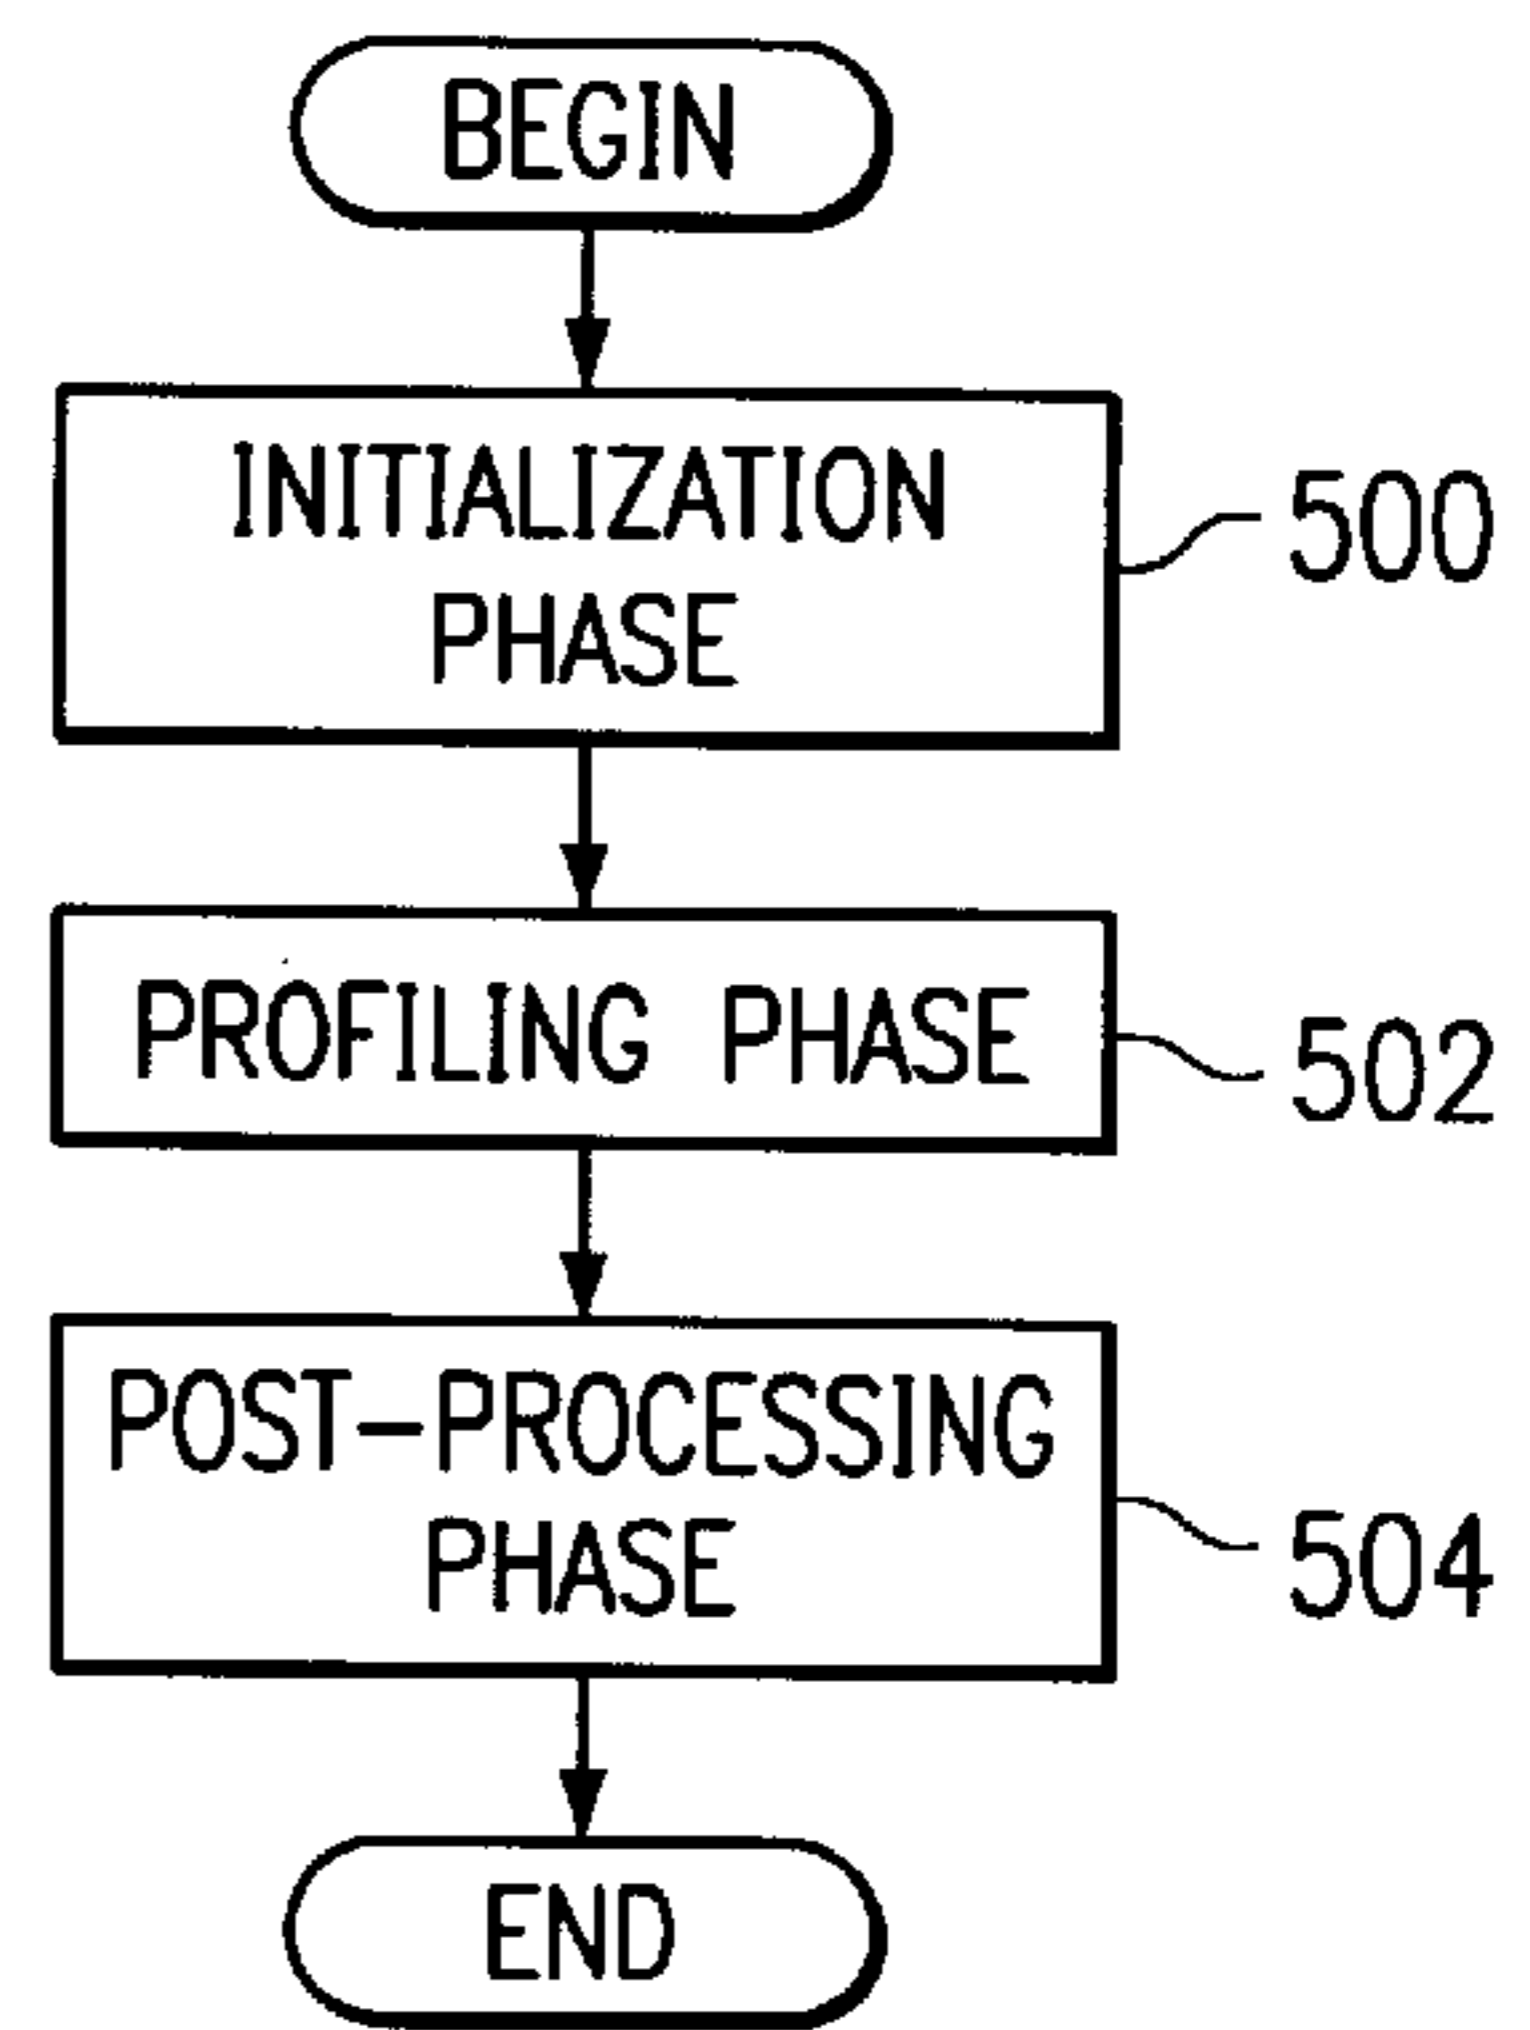 BEGIN
INITIALIZATION
PHASE
500
PROFILING PHASE
502
POST-PROCESSING
PHASE
504
END